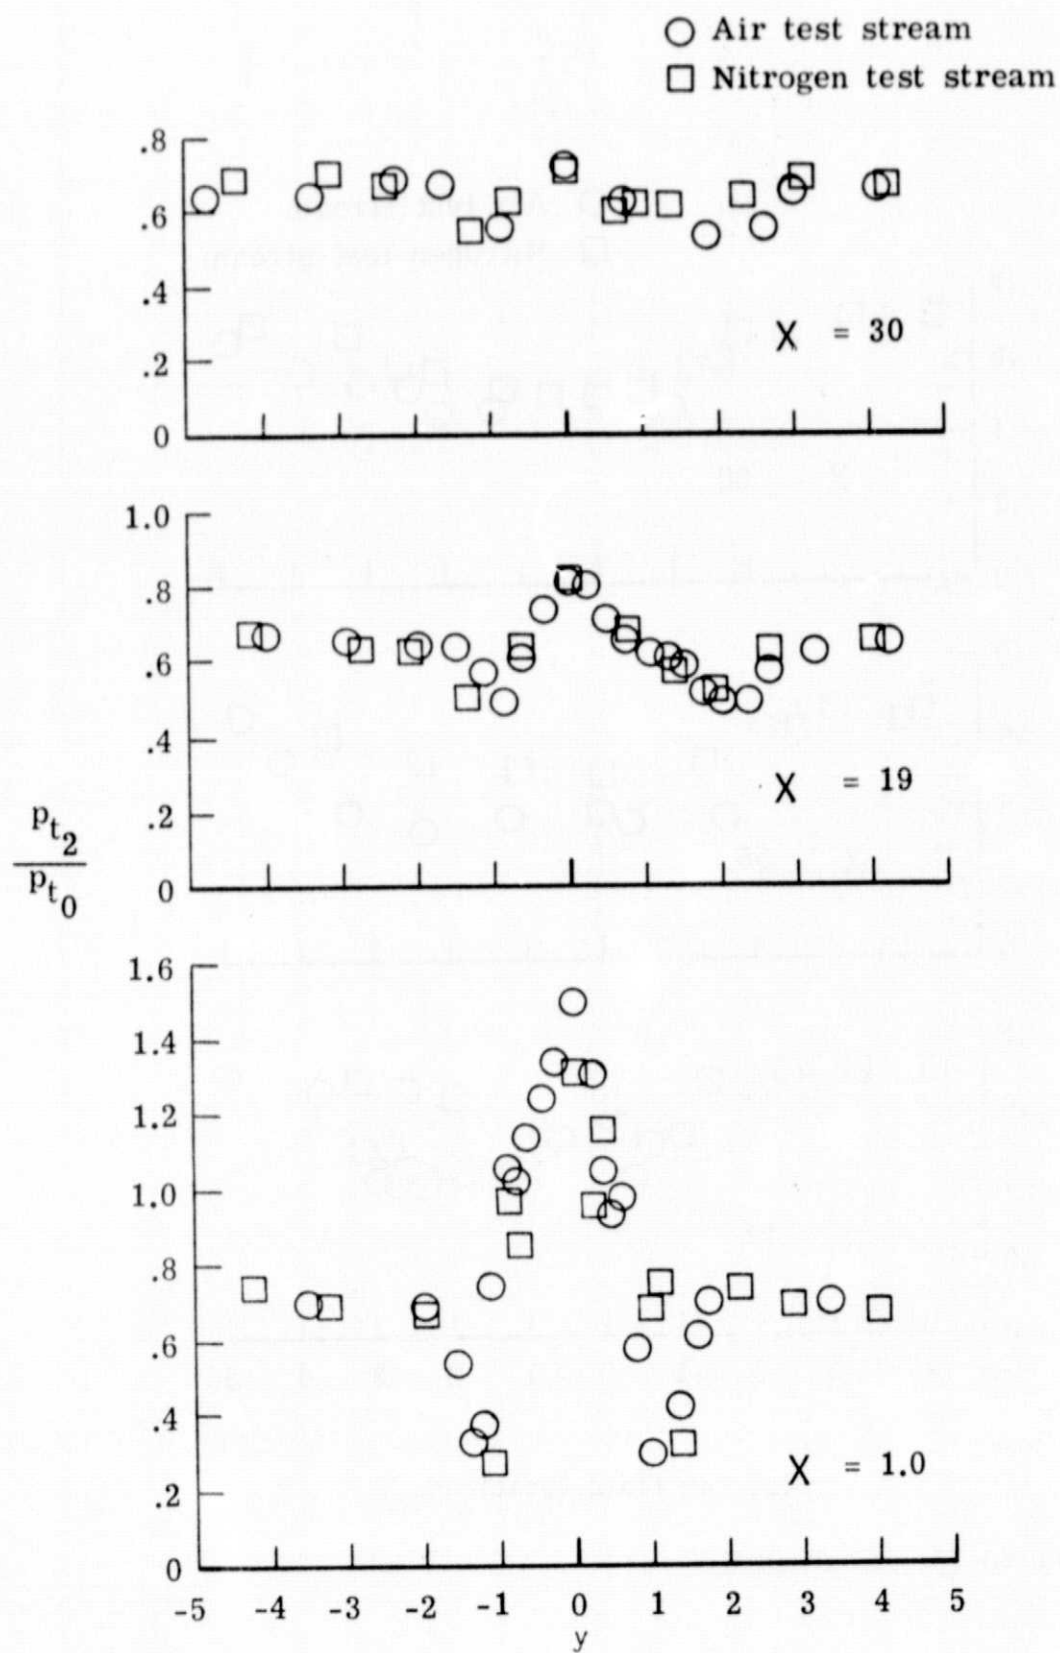 Air test stream
Nitrogen test stream
.8
.6
.4
.2
0
X = 30
1.0
.8
.6
.4
.2
0
X = 19
p_t2
p_t0
1.6
1.4
1.2
1.0
.8
.6
.4
.2
0
X = 1.0
-5 -4 -3 -2 -1 0 1 2 3 4 5
y